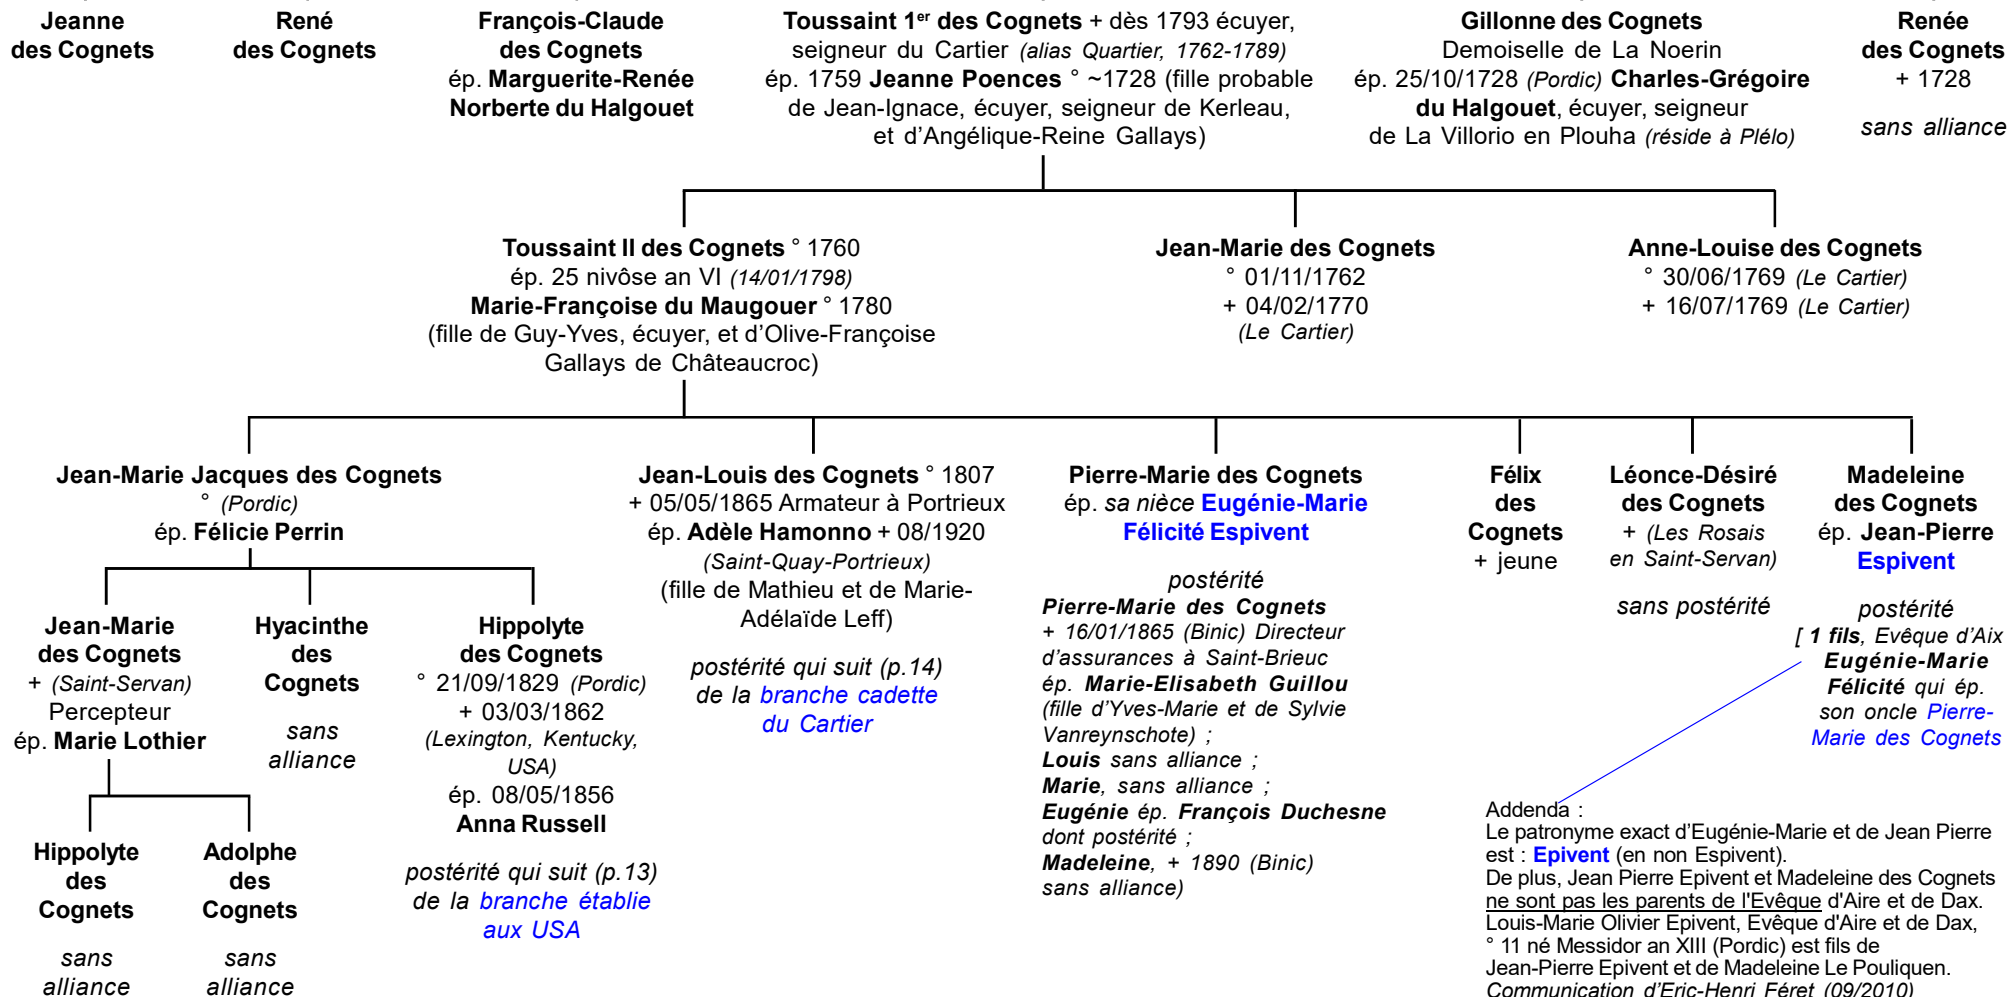 Jeanne
des Cognets
René
des Cognets
François-Claude
des Cognets
ép. Marguerite-Renée
Norberte du Halgouet
Toussaint 1er des Cognets + dès 1793 écuyer,
seigneur du Cartier (alias Quartier, 1762-1789)
ép. 1759 Jeanne Poences ° ~1728 (fille probable
de Jean-Ignace, écuyer, seigneur de Kerleau,
et d'Angélique-Reine Gallays)
Gillonne des Cognets
Demoiselle de La Noerin
ép. 25/10/1728 (Pordic) Charles-Grégoire
du Halgouet, écuyer, seigneur
de La Villorio en Plouha (réside à Plélo)
Renée
des Cognets
+ 1728
sans alliance
Toussaint II des Cognets ° 1760
ép. 25 nivôse an VI (14/01/1798)
Marie-Françoise du Maugouer ° 1780
(fille de Guy-Yves, écuyer, et d'Olive-Françoise
Gallays de Châteaucroc)
Jean-Marie des Cognets
° 01/11/1762
+ 04/02/1770
(Le Cartier)
Anne-Louise des Cognets
° 30/06/1769 (Le Cartier)
+ 16/07/1769 (Le Cartier)
Jean-Marie Jacques des Cognets
° (Pordic)
ép. Félicie Perrin
Jean-Louis des Cognets ° 1807
+ 05/05/1865 Armateur à Portrieux
ép. Adèle Hamonno + 08/1920
(Saint-Quay-Portrieux)
(fille de Mathieu et de Marie-
Adélaïde Leff)
postérité qui suit (p.14)
de la branche cadette
du Cartier
Pierre-Marie des Cognets
ép. sa nièce Eugénie-Marie
Félicité Espivent
postérité
Pierre-Marie des Cognets
+ 16/01/1865 (Binic) Directeur
d'assurances à Saint-Brieuc
ép. Marie-Elisabeth Guillou
(fille d'Yves-Marie et de Sylvie
Vanreynschote) ;
Louis sans alliance ;
Marie, sans alliance ;
Eugénie ép. François Duchesne
dont postérité ;
Madeleine, + 1890 (Binic)
sans alliance)
Félix
des
Cognets
+ jeune
Léonce-Désiré
des Cognets
+ (Les Rosais
en Saint-Servan)
sans postérité
Madeleine
des Cognets
ép. Jean-Pierre
Espivent
postérité
[ 1 fils, Evêque d'Aix
Eugénie-Marie
Félicité qui ép.
son oncle Pierre-
Marie des Cognets
Jean-Marie
des Cognets
+ (Saint-Servan)
Percepteur
ép. Marie Lothier
Hyacinthe
des
Cognets
sans
alliance
Hippolyte
des Cognets
° 21/09/1829 (Pordic)
+ 03/03/1862
(Lexington, Kentucky,
USA)
ép. 08/05/1856
Anna Russell
postérité qui suit (p.13)
de la branche établie
aux USA
Hippolyte
des
Cognets
sans
alliance
Adolphe
des
Cognets
sans
alliance
Addenda :
Le patronyme exact d'Eugénie-Marie et de Jean Pierre
est : Epivent (en non Espivent).
De plus, Jean Pierre Epivent et Madeleine des Cognets
ne sont pas les parents de l'Evêque d'Aire et de Dax.
Louis-Marie Olivier Epivent, Evêque d'Aire et de Dax,
° 11 né Messidor an XIII (Pordic) est fils de
Jean-Pierre Epivent et de Madeleine Le Pouliquen.
Communication d'Eric-Henri Féret (09/2010)